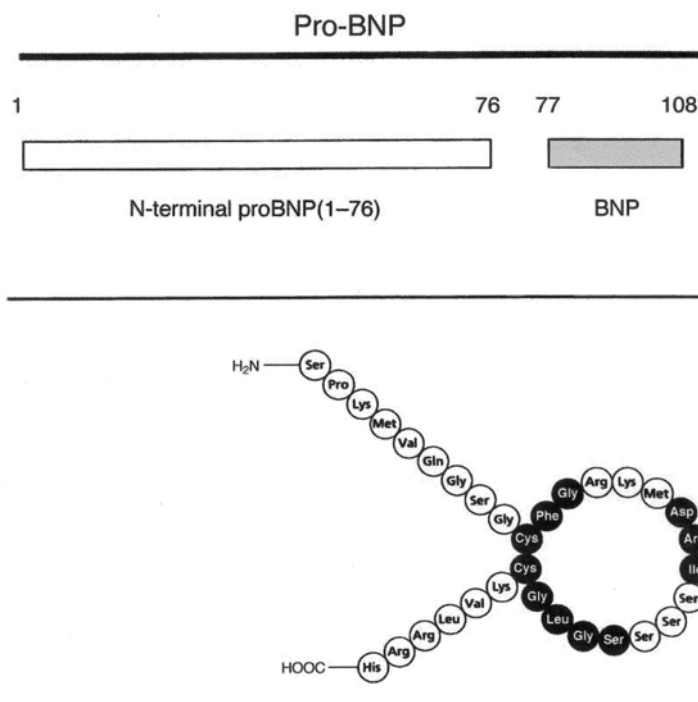 Pro-BNP
1 76 77 108
N-terminal proBNP(1–76) BNP
H₂N
Ser
Pro
Lys
Met
Val
Gln
Gly
Ser
Gly
Cys
Phe
Gly
Arg
Lys
Met
Asp
Ser
Ser
Ser
Ser
Gly
Leu
Gly
Cys
Lys
Val
Leu
Arg
Arg
His
HOOC